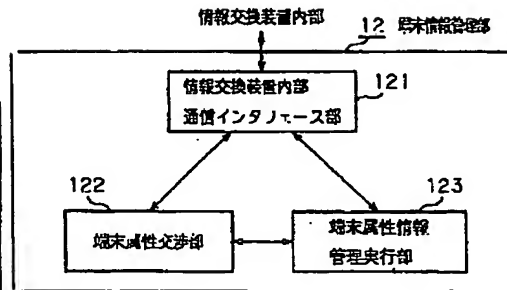 情報交換装置内部
12 端末情報管理部
情報交換装置内部
通信インタフェース部
121
122
123
端末属性交渉部
端末属性情報
管理実行部